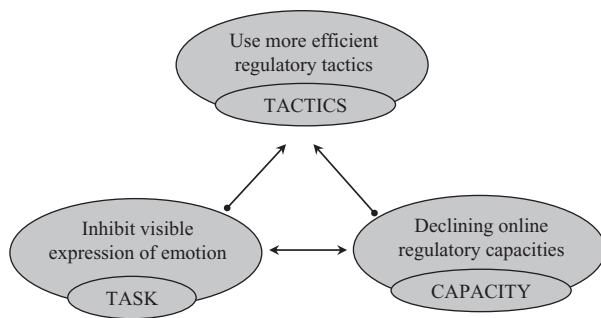 Use more efficient
regulatory tactics
TACTICS
Inhibit visible
expression of emotion
TASK
Declining online
regulatory capacities
CAPACITY